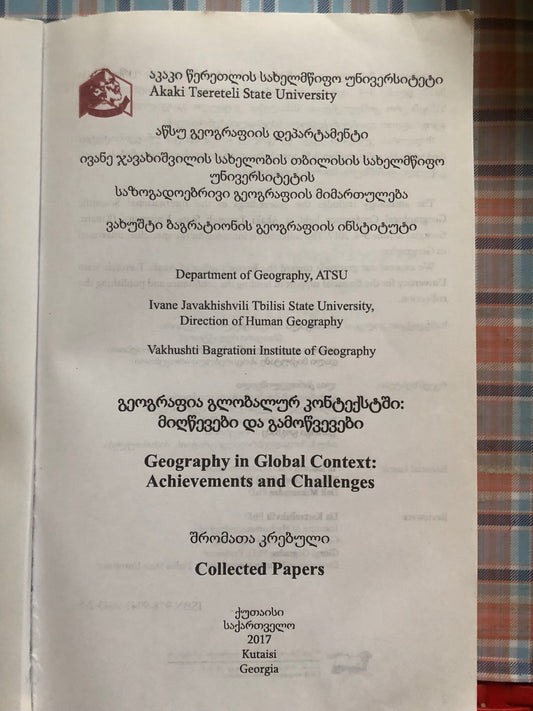 აკაკი წერეთლის სახელმწიფო უნივერსიტეტი
Akaki Tsereteli State University
აწსუ გეოგრაფიის დეპარტამენტი
ივანე ჯავახიშვილის სახელობის თბილისის სახელმწიფო
უნივერსიტეტის
საზოგადოებრივი გეოგრაფიის მიმართულება
ვახუშტი ბაგრატიონის გეოგრაფიის ინსტიტუტი
Department of Geography, ATSU
Ivane Javakhishvili Tbilisi State University,
Direction of Human Geography
Vakhushti Bagrationi Institute of Geography
გეოგრაფია გლობალურ კონტექსტში:
მიღწევები და გამოწვევები
Geography in Global Context:
Achievements and Challenges
შრომათა კრებული
Collected Papers
ქუთაისი
საქართველო
2017
Kutaisi
Georgia